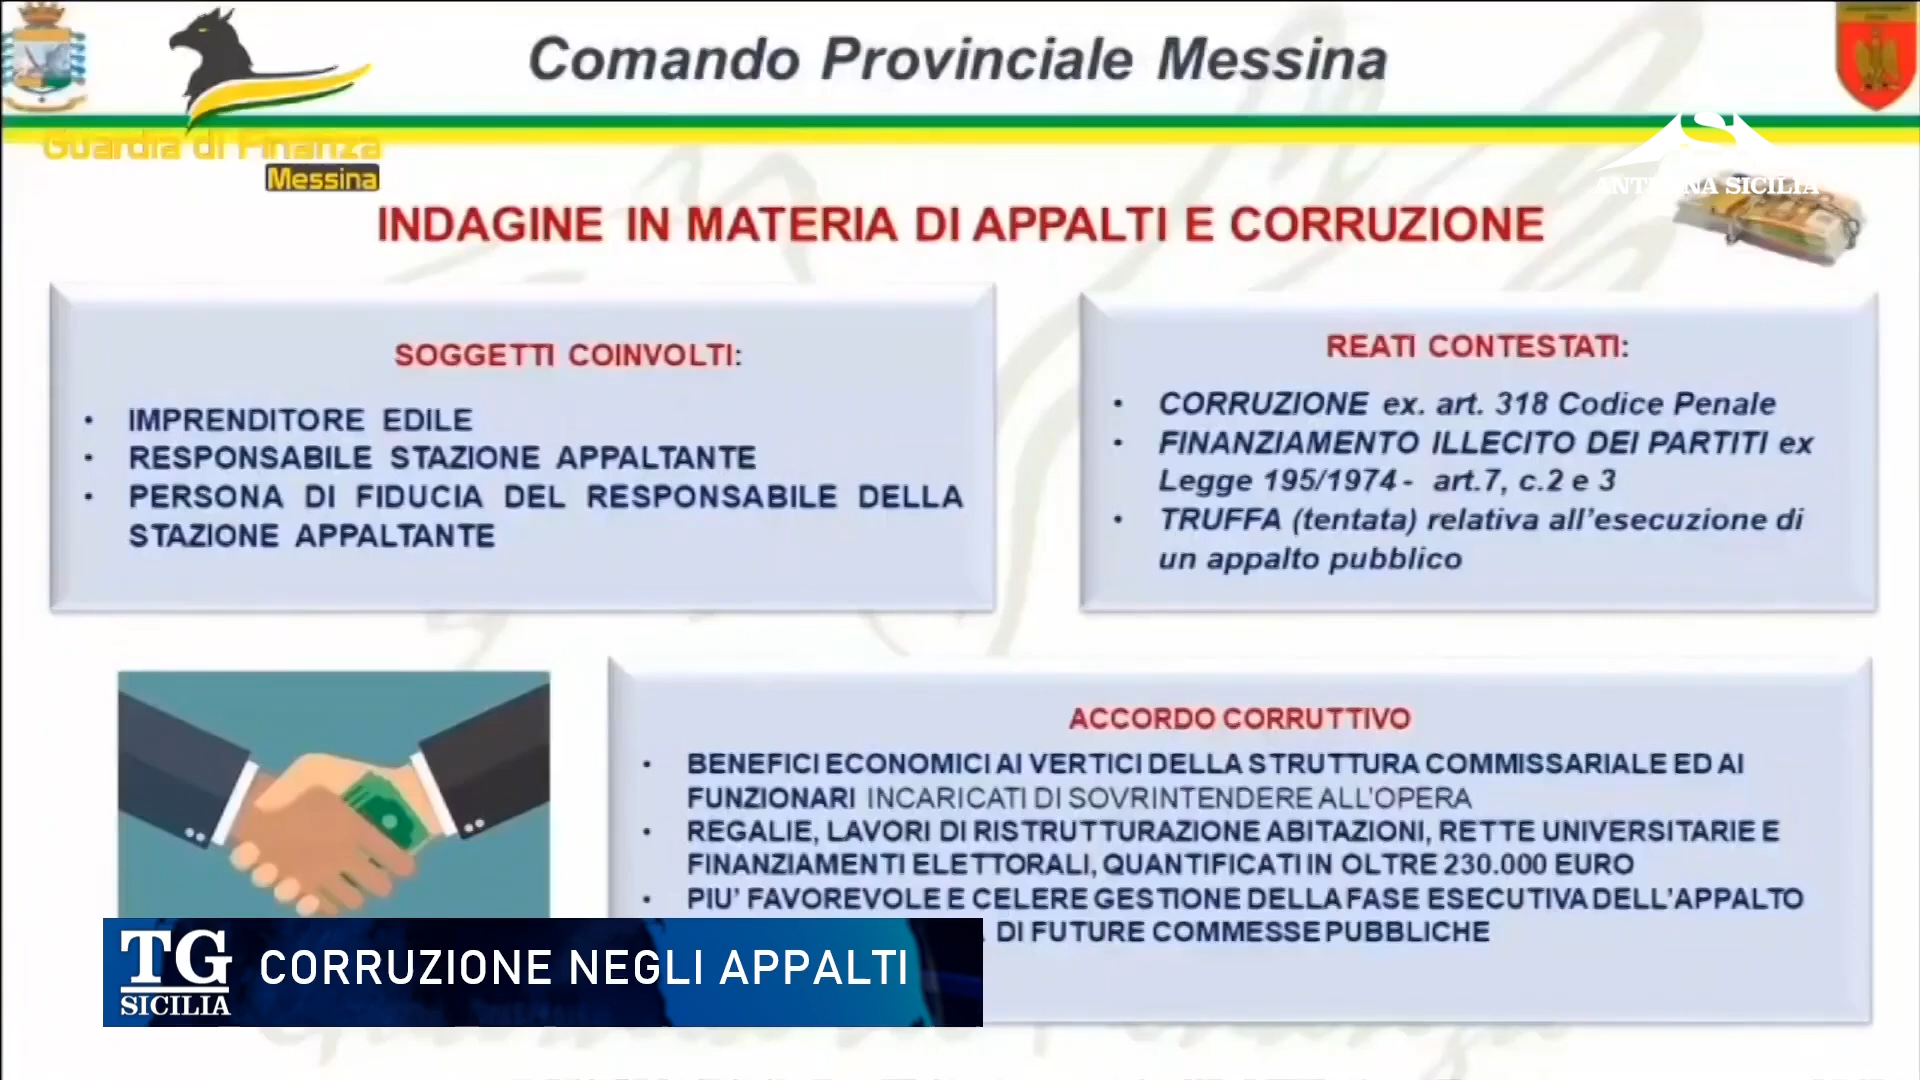 Comando Provinciale Messina
Guardia di Finanza
Messina
ANTENNA SICILIA
INDAGINE IN MATERIA DI APPALTI E CORRUZIONE
SOGGETTI COINVOLTI:
• IMPRENDITORE EDILE
• RESPONSABILE STAZIONE APPALTANTE
• PERSONA DI FIDUCIA DEL RESPONSABILE DELLA
STAZIONE APPALTANTE
REATI CONTESTATI:
• CORRUZIONE ex. art. 318 Codice Penale
• FINANZIAMENTO ILLECITO DEI PARTITI ex
Legge 195/1974 - art.7, c.2 e 3
• TRUFFA (tentata) relativa all'esecuzione di
un appalto pubblico
ACCORDO CORRUTTIVO
• BENEFICI ECONOMICI AI VERTICI DELLA STRUTTURA COMMISSARIALE ED AI
FUNZIONARI INCARICATI DI SOVRINTENDERE ALL'OPERA
• REGALIE, LAVORI DI RISTRUTTURAZIONE ABITAZIONI, RETTE UNIVERSITARIE E
FINANZIAMENTI ELETTORALI, QUANTIFICATI IN OLTRE 230.000 EURO
• PIU' FAVOREVOLE E CELERE GESTIONE DELLA FASE ESECUTIVA DELL'APPALTO
DI FUTURE COMMESSE PUBBLICHE
TG
SICILIA
CORRUZIONE NEGLI APPALTI